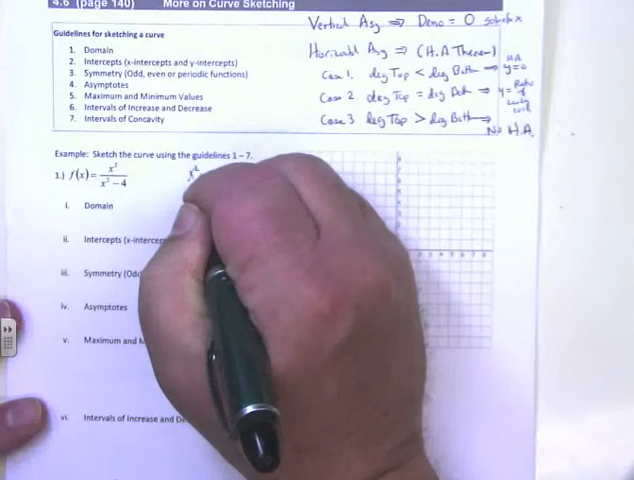 4.6 (page 140) More on Curve Sketching
Vertical Asy ⇒ Deno = 0 solve x
Guidelines for sketching a curve
Horizontal Asy ⇒ (H.A Theorem)
1. Domain
2. Intercepts (x-intercepts and y-intercepts)
3. Symmetry (Odd, even or periodic functions)
4. Asymptotes
5. Maximum and Minimum Values
6. Intervals of Increase and Decrease
7. Intervals of Concavity
Case 1. deg Top < deg Bott ⇒ HA y=0
Case 2 deg Top = deg Bott ⇒ y= Ratio of
Case 3 deg Top > deg Bott ⇒
No H.A.
Example: Sketch the curve using the guidelines 1 – 7.
1.) f(x) = x²/(x² – 4) x²
i. Domain
ii. Intercepts (x-intercep
iii. Symmetry (Od
iv. Asymptotes
v. Maximum and M
vi. Intervals of Increase and De